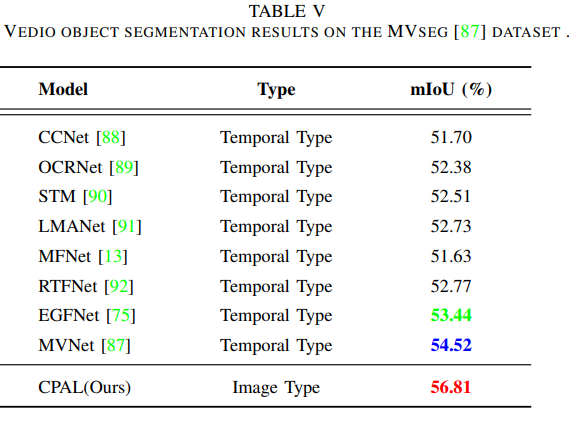 TABLE V
VEDIO OBJECT SEGMENTATION RESULTS ON THE MVSEG [87] DATASET .
Model Type mIoU (%)
CCNet [88] Temporal Type 51.70
OCRNet [89] Temporal Type 52.38
STM [90] Temporal Type 52.51
LMANet [91] Temporal Type 52.73
MFNet [13] Temporal Type 51.63
RTFNet [92] Temporal Type 52.77
EGFNet [75] Temporal Type 53.44
MVNet [87] Temporal Type 54.52
CPAL(Ours) Image Type 56.81